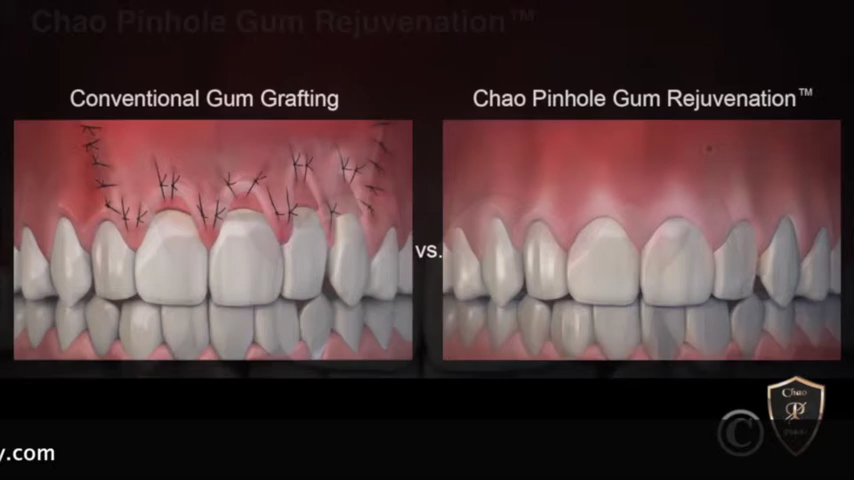 Chao Pinhole Gum Rejuvenation™
Conventional Gum Grafting
Chao Pinhole Gum Rejuvenation™
vs.
©
Chao
P
y.com